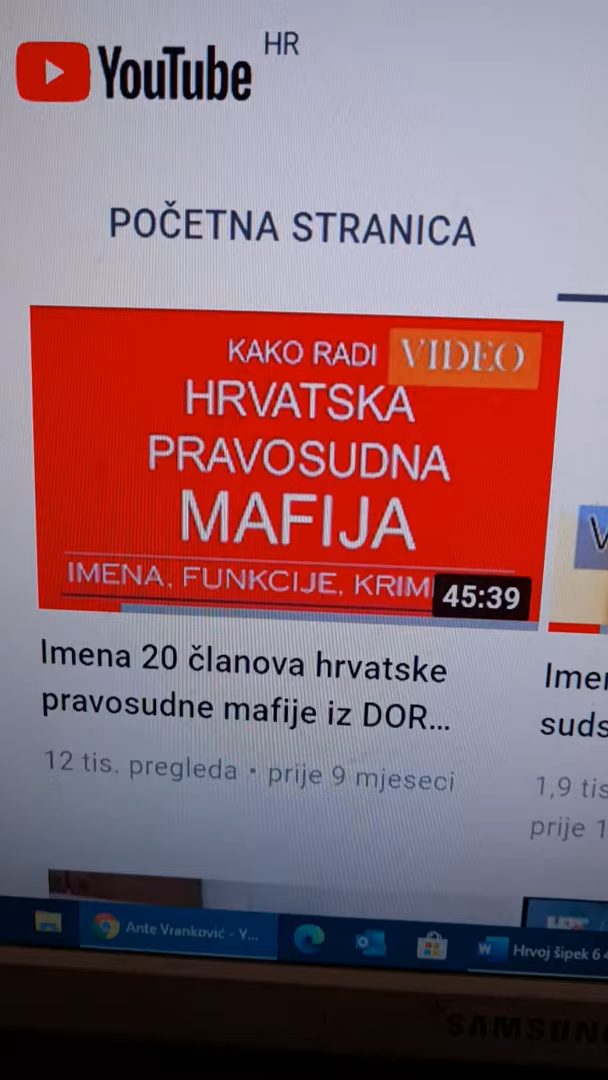 YouTube HR
POČETNA STRANICA
KAKO RADI VIDEO
HRVATSKA
PRAVOSUDNA
MAFIJA
IMENA, FUNKCIJE, KRIM
45:39
Imena 20 članova hrvatske
pravosudne mafije iz DOR...
12 tis. pregleda • prije 9 mjeseci
Imer
suds
1,9 tis
prije 1
Ante Vranković - Y...
Hrvoj šipek 6 4
SAMSUNG